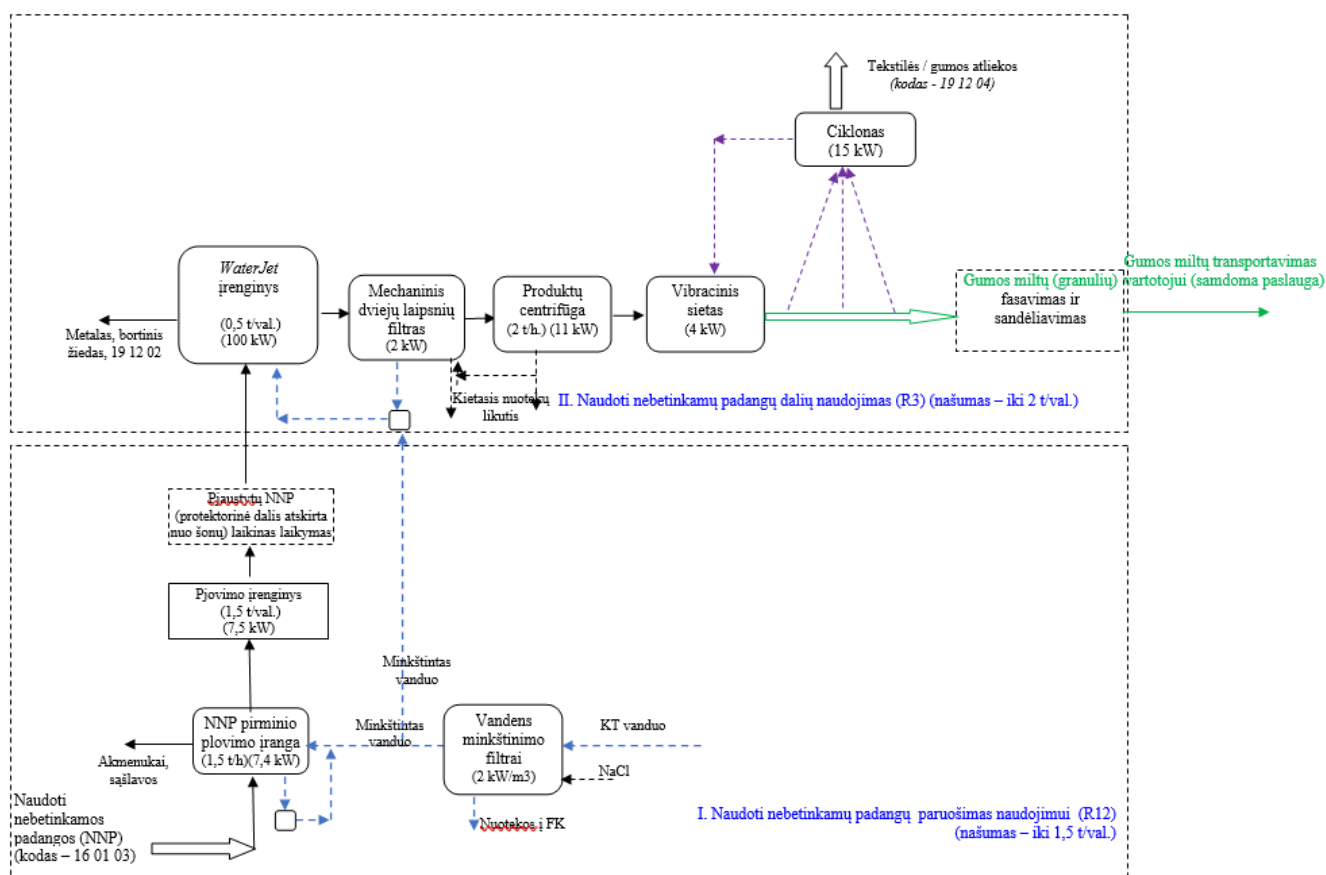 Tekstilės / gumos atliekos
(kodas - 19 12 04)
Ciklonas
(15 kW)
WaterJet
įrenginys
(0,5 t/val.)
(100 kW)
Metalas, bortinis
žiedas, 19 12 02
Mechaninis
dviejų laipsnių
filtras
(2 kW)
Produktų
centrifūga
(2 t/h.) (11 kW)
Vibracinis
sietas
(4 kW)
Gumos miltų (granulių)
fasavimas ir
sandėliavimas
Gumos miltų transportavimas
vartotojui (samdoma paslauga)
Kietasis nuotekų
likutis
II. Naudoti nebetinkamų padangų dalių naudojimas (R3) (našumas – iki 2 t/val.)
Pjaustytų NNP
(protektorinė dalis atskirta
nuo šonų) laikinas laikymas
Pjovimo įrenginys
(1,5 t/val.)
(7,5 kW)
Minkštintas
vanduo
NNP pirminio
plovimo įranga
(1,5 t/h)(7,4 kW)
Akmenukai,
sąšlavos
Minkštintas
vanduo
Vandens
minkštinimo
filtrai
(2 kW/m3)
KT vanduo
NaCl
Nuotekos į FK
Naudoti
nebetinkamos
padangos (NNP)
(kodas – 16 01 03)
I. Naudoti nebetinkamų padangų paruošimas naudojimui (R12)
(našumas – iki 1,5 t/val.)